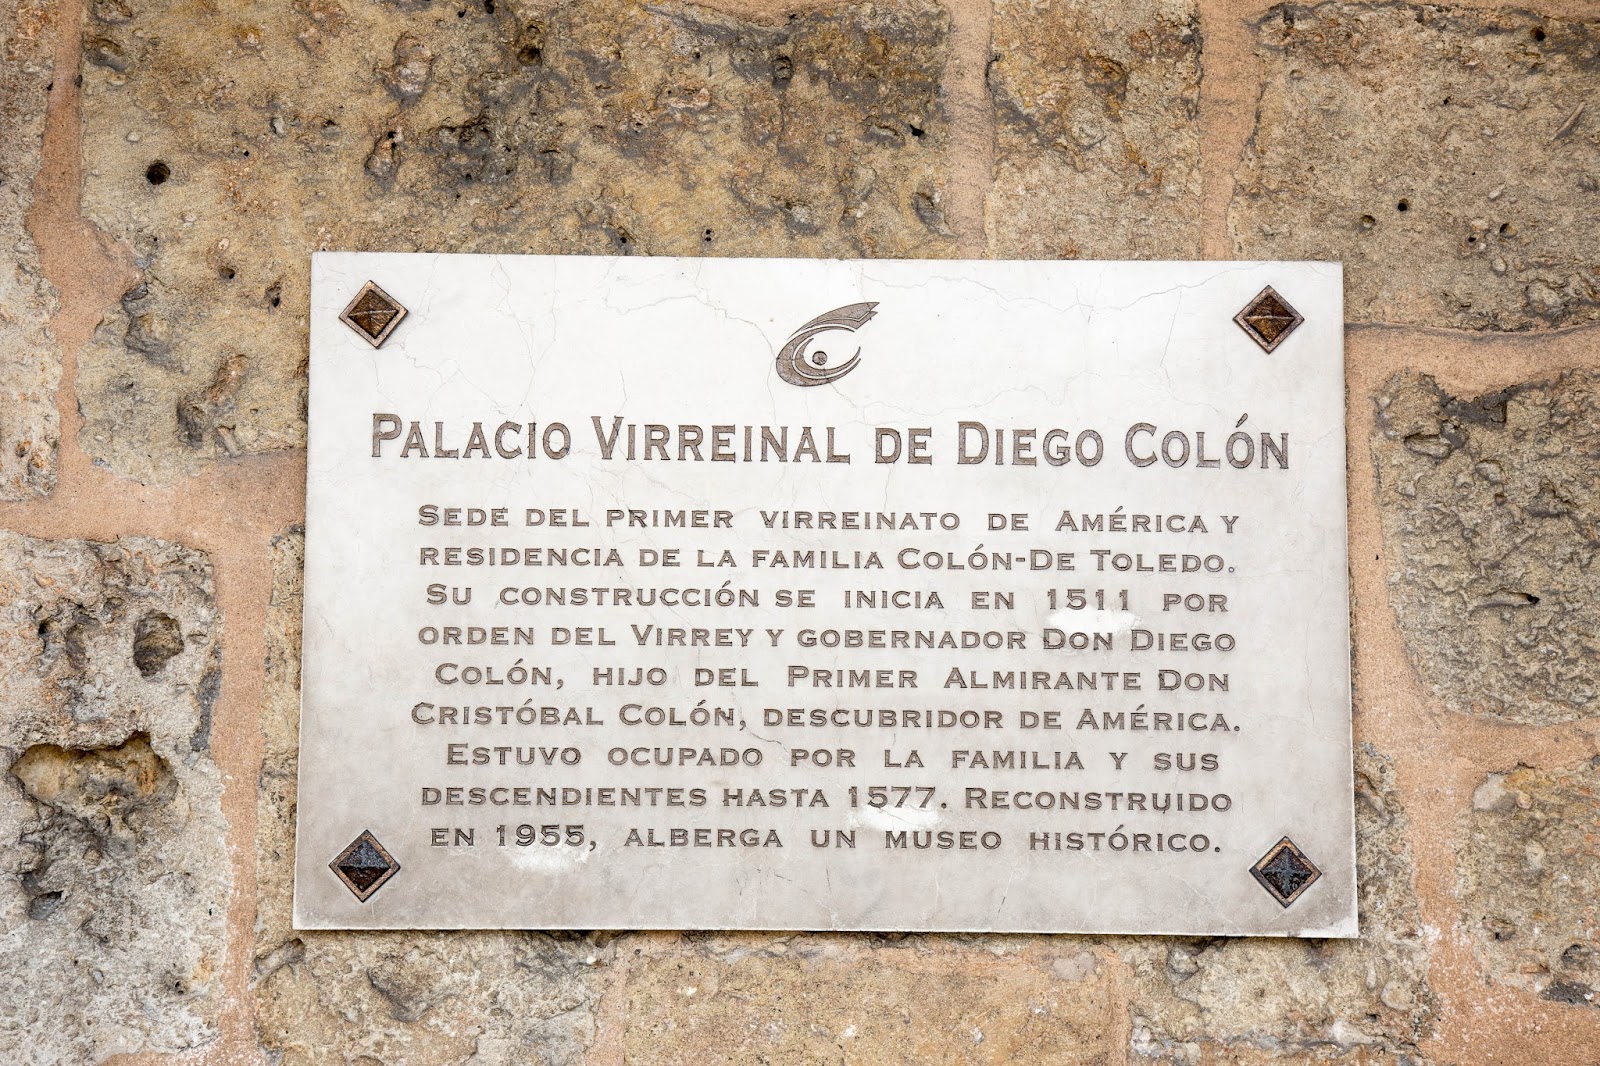 Palacio Virreinal de Diego Colón
Sede del primer virreinato de América y
residencia de la familia Colón-De Toledo.
Su construcción se inicia en 1511 por
orden del Virrey y gobernador Don Diego
Colón, hijo del Primer Almirante Don
Cristóbal Colón, descubridor de América.
Estuvo ocupado por la familia y sus
descendientes hasta 1577. Reconstruido
en 1955, alberga un museo histórico.